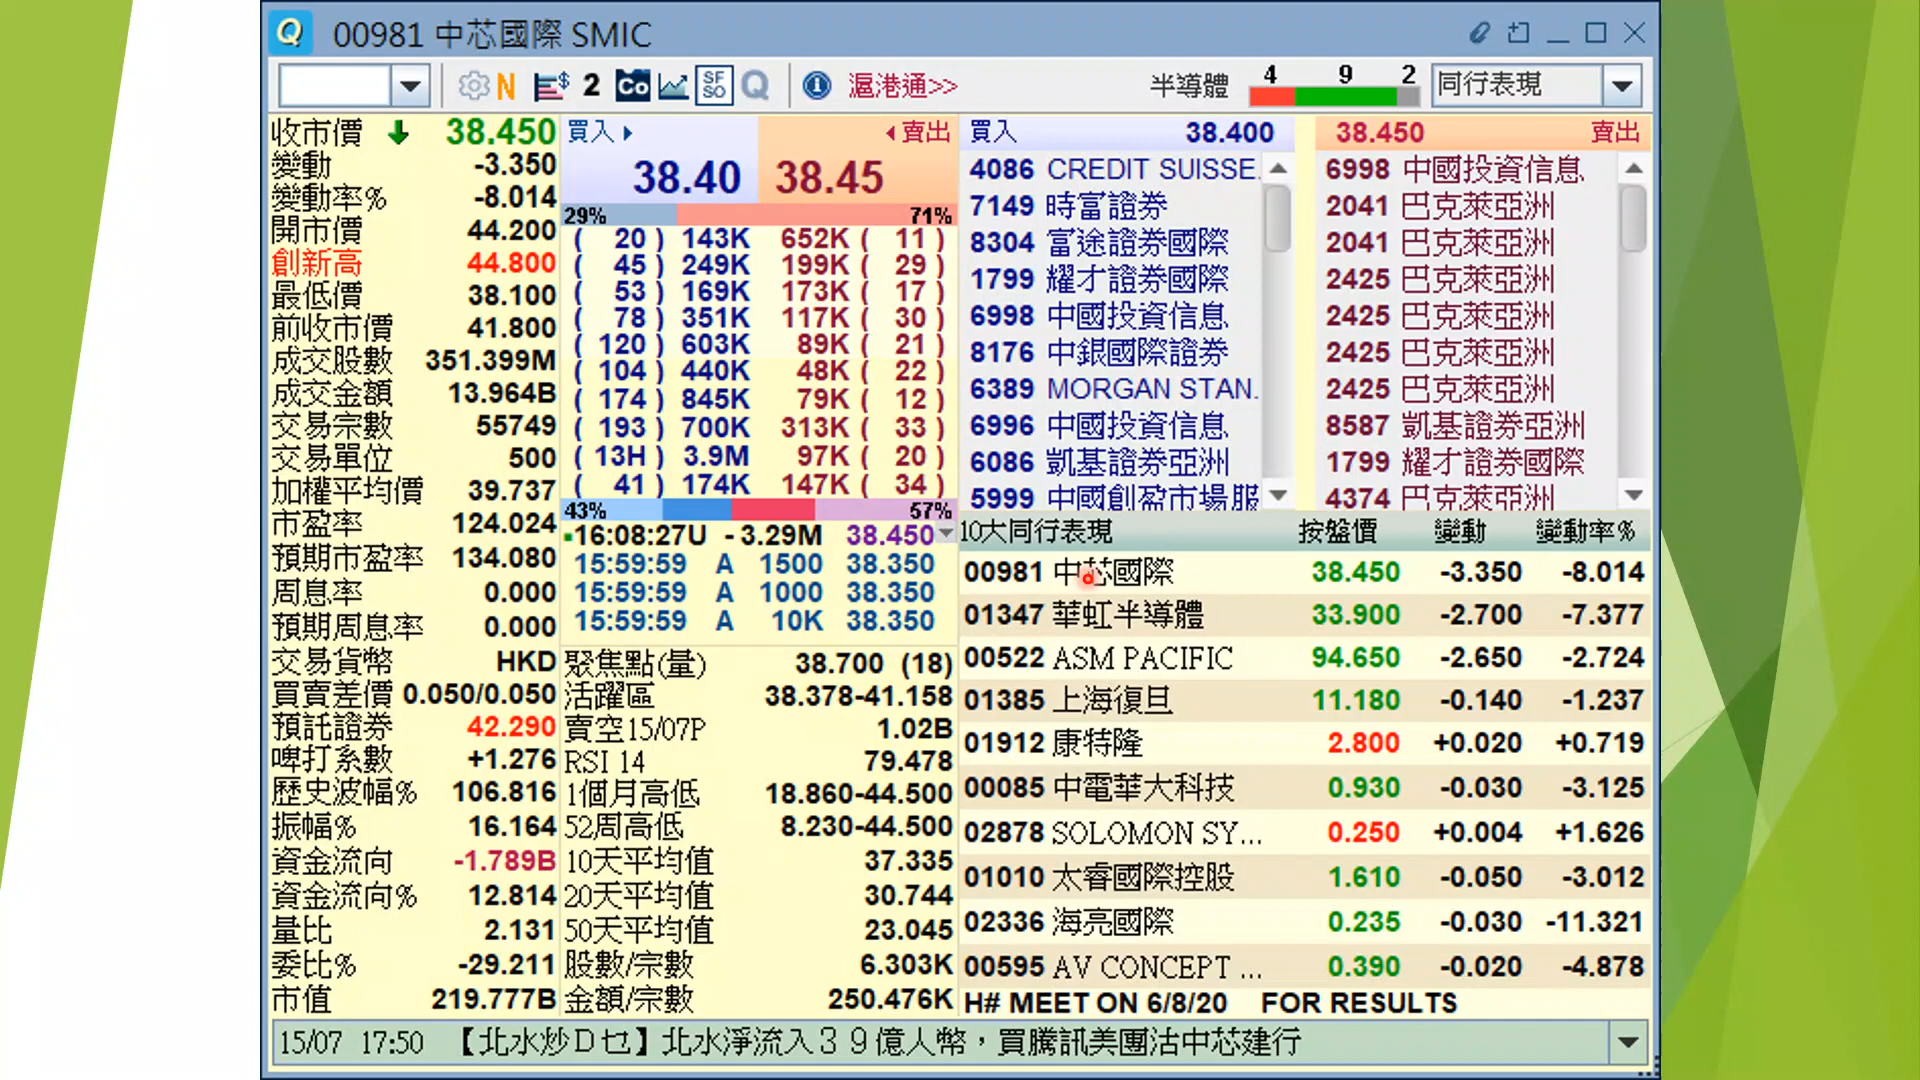 00981 中芯國際 SMIC
N $ 2 Co SF SO Q 滬港通>> 半導體 4 9 2 同行表現
收市價 38.450
變動 -3.350
變動率% -8.014
開市價 44.200
創新高 44.800
最低價 38.100
前收市價 41.800
成交股數 351.399M
成交金額 13.964B
交易宗數 55749
交易單位 500
加權平均價 39.737
市盈率 124.024
預期市盈率 134.080
周息率 0.000
預期周息率 0.000
交易貨幣 HKD
買賣差價 0.050/0.050
預託證券 42.290
啤打系數 +1.276
歷史波幅% 106.816
振幅% 16.164
資金流向 -1.789B
資金流向% 12.814
量比 2.131
委比% -29.211
市值 219.777B
買入 賣出
38.40 38.45
29% 71%
( 20 ) 143K 652K ( 11 )
( 45 ) 249K 199K ( 29 )
( 53 ) 169K 173K ( 17 )
( 78 ) 351K 117K ( 30 )
( 120 ) 603K 89K ( 21 )
( 104 ) 440K 48K ( 22 )
( 174 ) 845K 79K ( 12 )
( 193 ) 700K 313K ( 33 )
( 13H ) 3.9M 97K ( 20 )
( 41 ) 174K 147K ( 34 )
43% 57%
16:08:27U - 3.29M 38.450
15:59:59 A 1500 38.350
15:59:59 A 1000 38.350
15:59:59 A 10K 38.350
聚焦點(量) 38.700 (18)
活躍區 38.378-41.158
賣空15/07P 1.02B
RSI 14 79.478
1個月高低 18.860-44.500
52周高低 8.230-44.500
10天平均值 37.335
20天平均值 30.744
50天平均值 23.045
股數/宗數 6.303K
金額/宗數 250.476K
買入 38.400
4086 CREDIT SUISSE.
7149 時富證券
8304 富途證券國際
1799 耀才證券國際
6998 中國投資信息
8176 中銀國際證券
6389 MORGAN STAN.
6996 中國投資信息
6086 凱基證券亞洲
5999 中國創盈市場服
38.450 賣出
6998 中國投資信息
2041 巴克萊亞洲
2041 巴克萊亞洲
2425 巴克萊亞洲
2425 巴克萊亞洲
2425 巴克萊亞洲
2425 巴克萊亞洲
8587 凱基證券亞洲
1799 耀才證券國際
4374 巴克萊亞洲
10大同行表現 按盤價 變動 變動率%
00981 中芯國際 38.450 -3.350 -8.014
01347 華虹半導體 33.900 -2.700 -7.377
00522 ASM PACIFIC 94.650 -2.650 -2.724
01385 上海復旦 11.180 -0.140 -1.237
01912 康特隆 2.800 +0.020 +0.719
00085 中電華大科技 0.930 -0.030 -3.125
02878 SOLOMON SY... 0.250 +0.004 +1.626
01010 太睿國際控股 1.610 -0.050 -3.012
02336 海亮國際 0.235 -0.030 -11.321
00595 AV CONCEPT ... 0.390 -0.020 -4.878
H# MEET ON 6/8/20 FOR RESULTS
15/07 17:50 【北水炒Ｄ乜】北水淨流入３９億人幣，買騰訊美團沽中芯建行